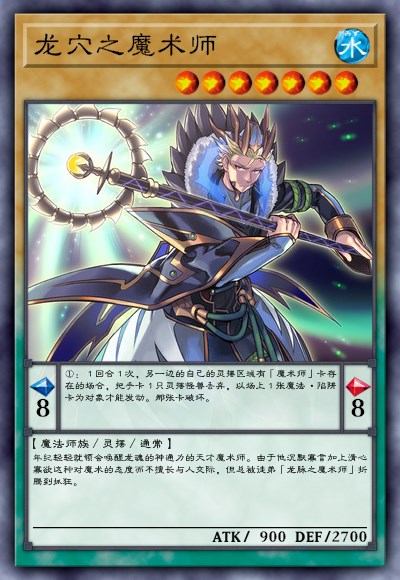 龙穴之魔术师
水
①：1回合1次，另一边的自己的灵摆区域有「魔术师」卡存
在的场合，把手卡1只灵摆怪兽丢弃，以场上1张魔法·陷阱
卡为对象才能发动。那张卡破坏。
8
8
【魔法师族／灵摆／通常】
年纪轻轻就领会唤醒龙魂的神通力的天才魔术师。由于他沉默寡言加上清心
寡欲这种对魔术的态度而不擅长与人交际，但总被徒弟「龙脉之魔术师」折
腾到抓狂。
ATK/ 900 DEF/2700